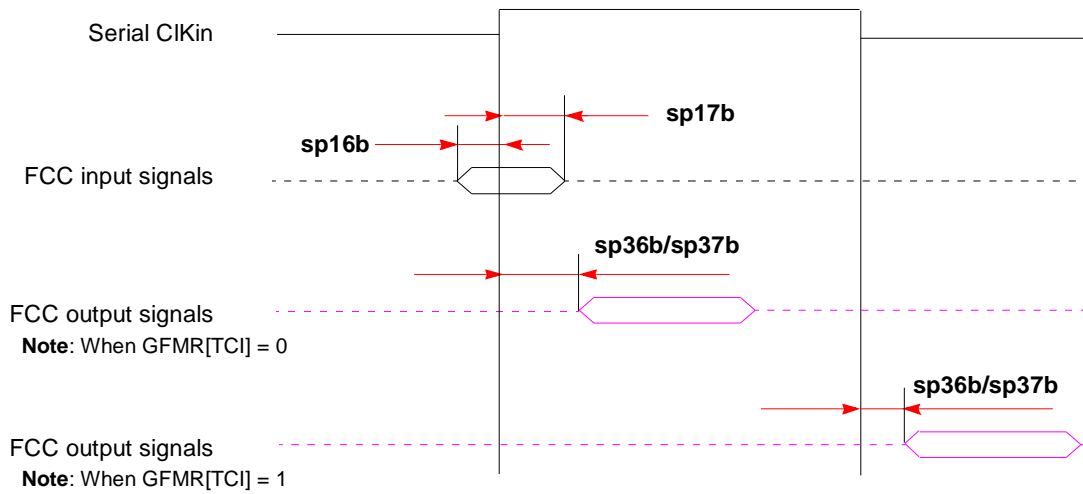 Serial ClKin
sp17b
sp16b
FCC input signals
sp36b/sp37b
FCC output signals
Note: When GFMR[TCI] = 0
sp36b/sp37b
FCC output signals
Note: When GFMR[TCI] = 1